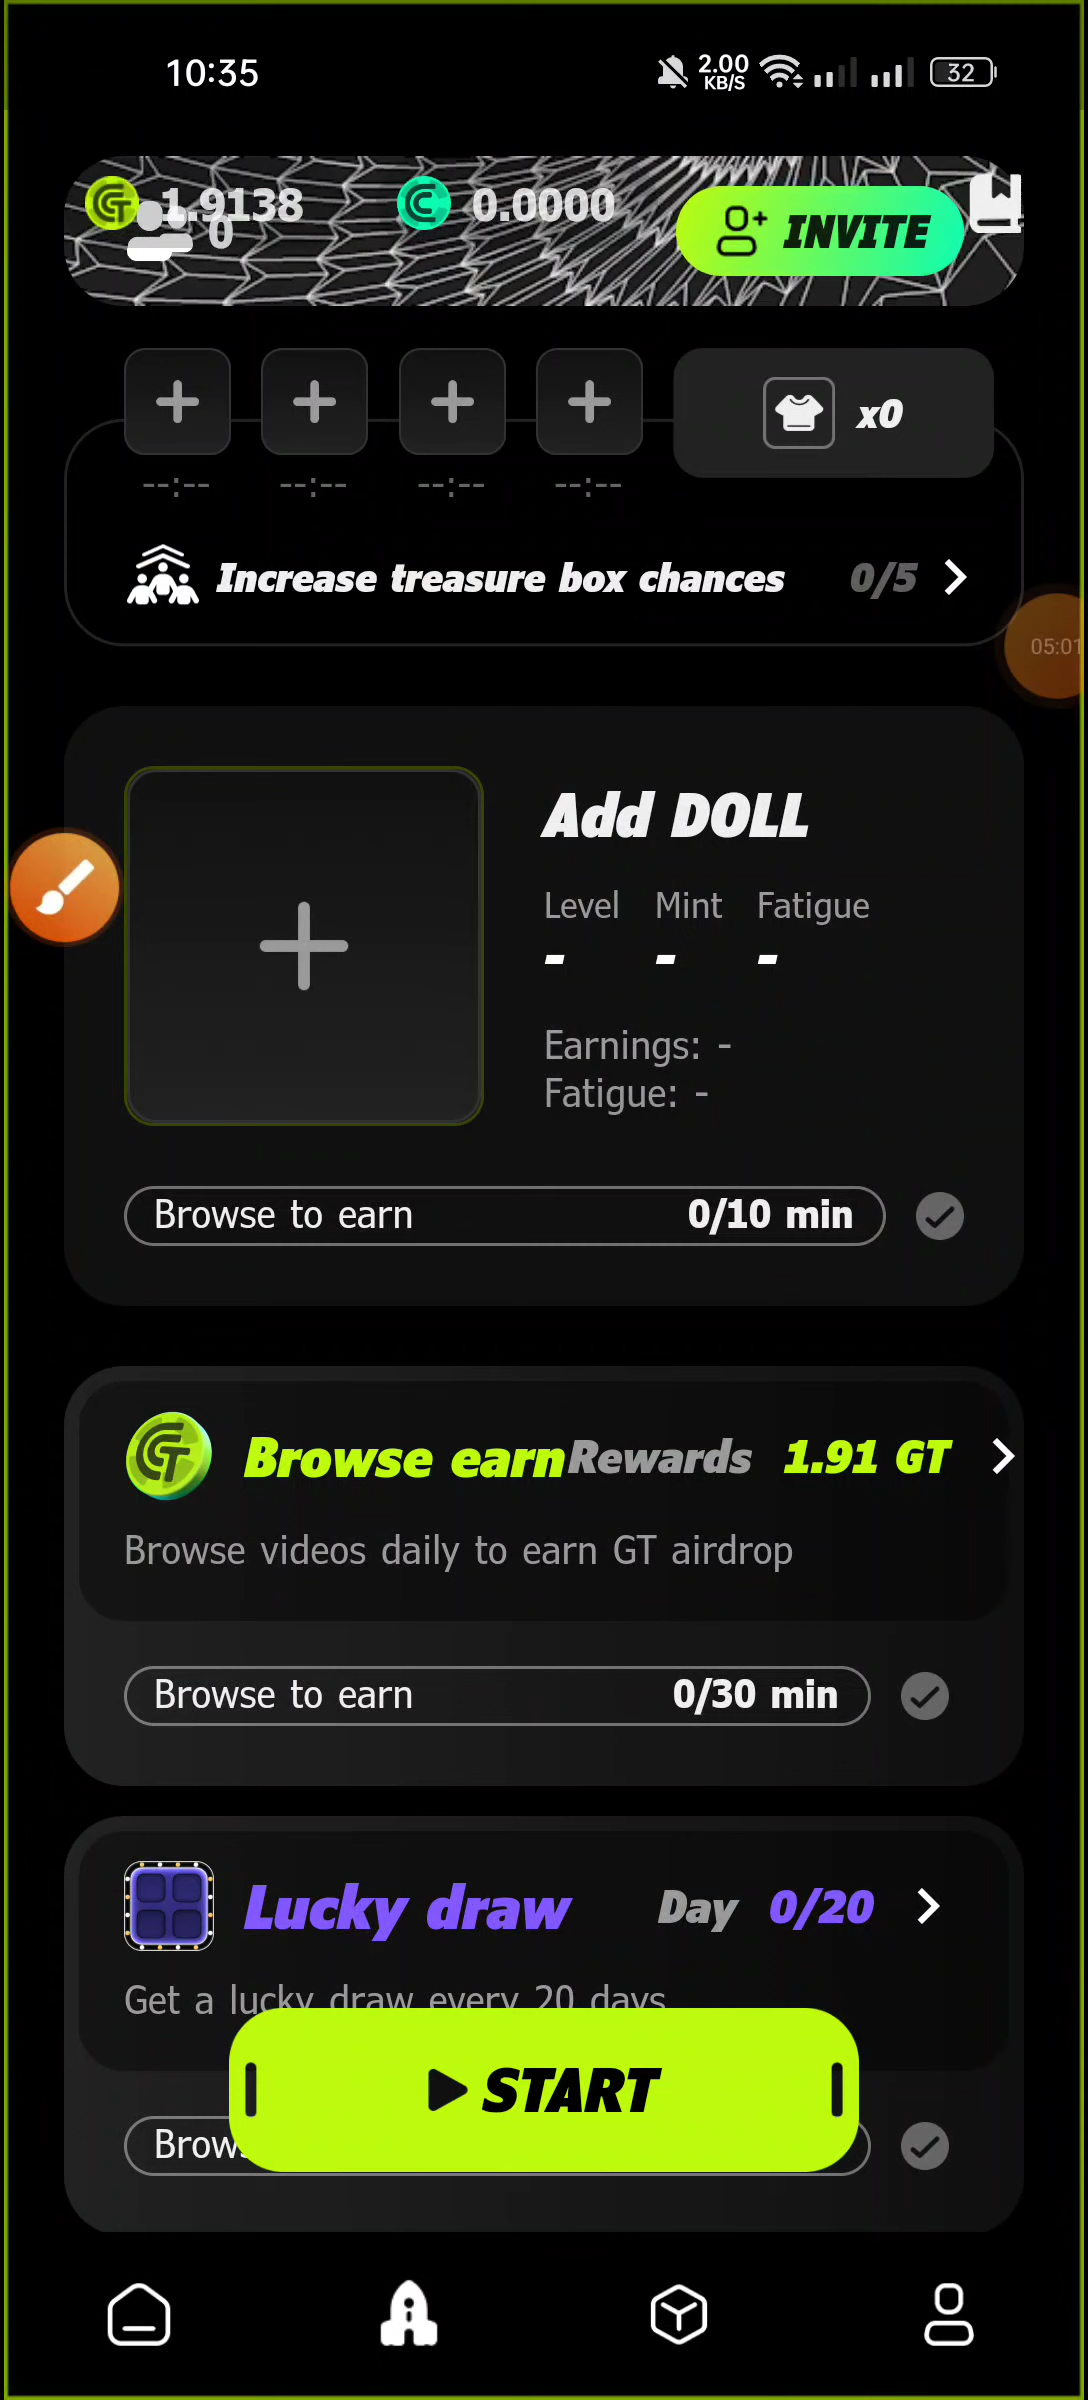 10:35
2.00
KB/S
32
1.9138
0.0000
0
INVITE
x0
--:-- --:-- --:-- --:--
Increase treasure box chances 0/5
05:01
Add DOLL
Level Mint Fatigue
- - -
Earnings: -
Fatigue: -
Browse to earn 0/10 min
Browse earn Rewards 1.91 GT
Browse videos daily to earn GT airdrop
Browse to earn 0/30 min
Lucky draw Day 0/20
Get a lucky draw every 20 days
START
Brows